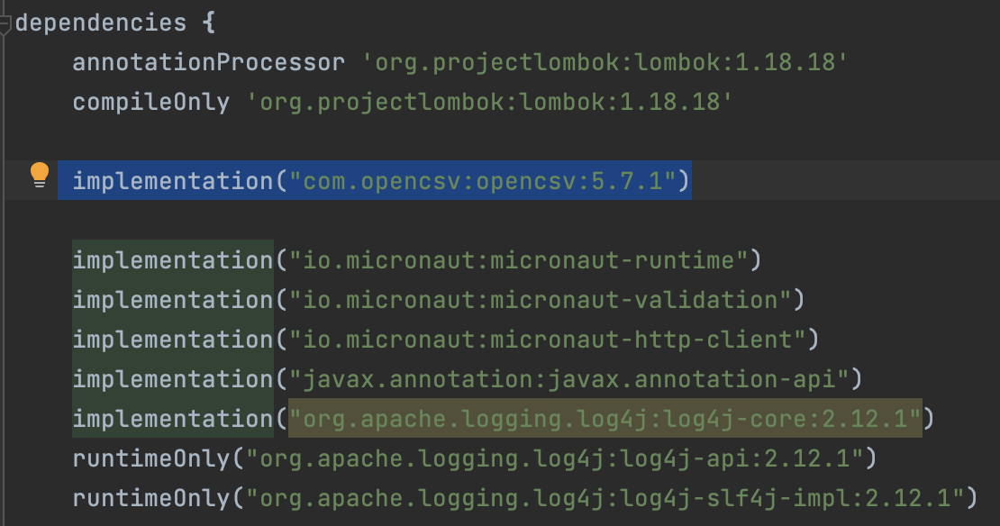 dependencies {
annotationProcessor 'org.projectlombok:lombok:1.18.18'
compileOnly 'org.projectlombok:lombok:1.18.18'
implementation("com.opencsv:opencsv:5.7.1")
implementation("io.micronaut:micronaut-runtime")
implementation("io.micronaut:micronaut-validation")
implementation("io.micronaut:micronaut-http-client")
implementation("javax.annotation:javax.annotation-api")
implementation("org.apache.logging.log4j:log4j-core:2.12.1")
runtimeOnly("org.apache.logging.log4j:log4j-api:2.12.1")
runtimeOnly("org.apache.logging.log4j:log4j-slf4j-impl:2.12.1")